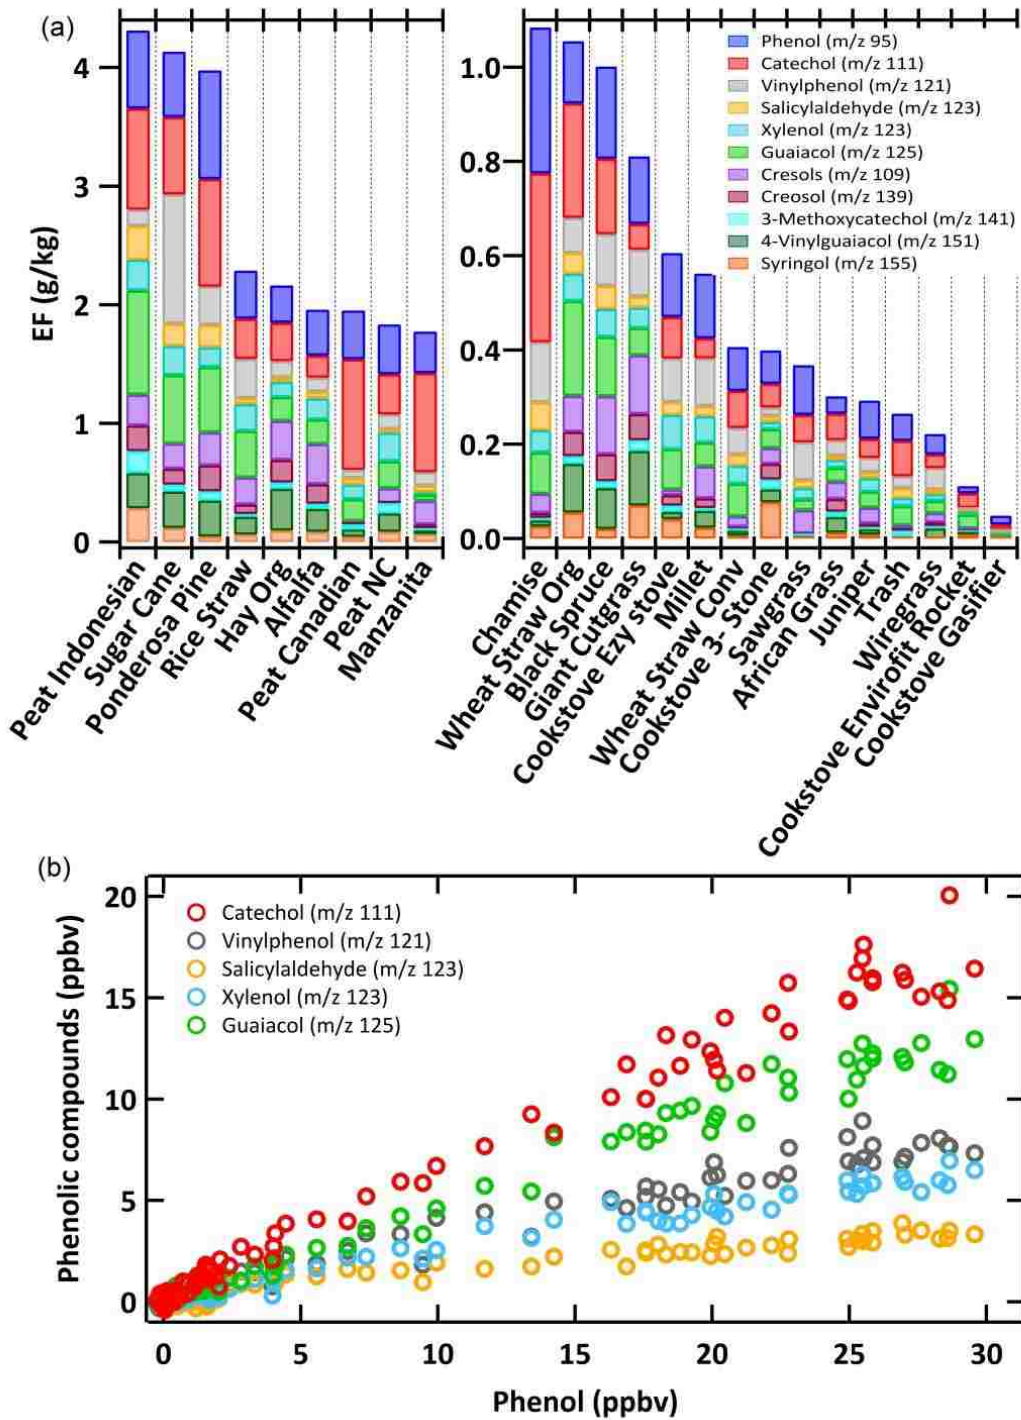 (a)
EF (g/kg)
4
3
2
1
0
1.0
0.8
0.6
0.4
0.2
0.0
Phenol (m/z 95)
Catechol (m/z 111)
Vinylphenol (m/z 121)
Salicylaldehyde (m/z 123)
Xylenol (m/z 123)
Guaiacol (m/z 125)
Cresols (m/z 109)
Creosol (m/z 139)
3-Methoxycatechol (m/z 141)
4-Vinylguaiacol (m/z 151)
Syringol (m/z 155)
Peat Indonesian
Sugar Cane
Ponderosa Pine
Rice Straw
Hay Org
Alfalfa
Peat Canadian
Peat NC
Manzanita
Chamise
Wheat Straw Org
Black Spruce
Giant Cutgrass
Cookstove Ezy stove
Millet
Wheat Straw Conv
Cookstove 3- Stone
Sawgrass
African Grass
Juniper
Trash
Wiregrass
Cookstove Envirofit Rocket
Cookstove Gasifier
(b)
Phenolic compounds (ppbv)
20
15
10
5
0
Catechol (m/z 111)
Vinylphenol (m/z 121)
Salicylaldehyde (m/z 123)
Xylenol (m/z 123)
Guaiacol (m/z 125)
0 5 10 15 20 25 30
Phenol (ppbv)